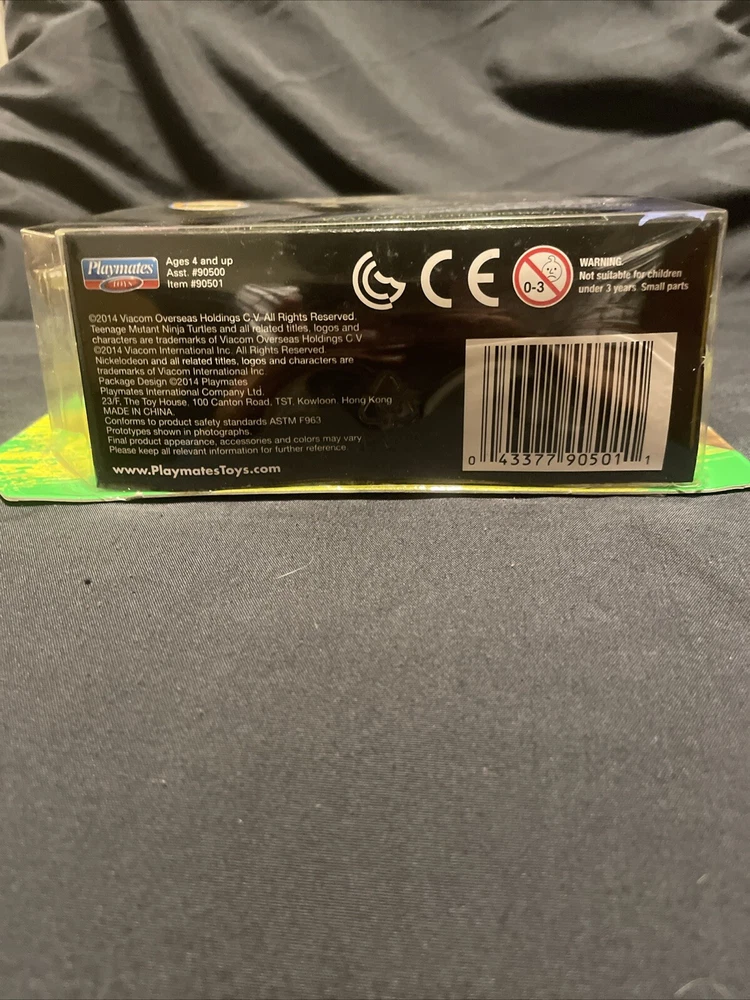 Playmates
TOYS
Ages 4 and up
Asst. #90500
Item #90501
CE
0-3
WARNING.
Not suitable for children
under 3 years. Small parts
©2014 Viacom Overseas Holdings C.V. All Rights Reserved.
Teenage Mutant Ninja Turtles and all related titles, logos and
characters are trademarks of Viacom Overseas Holdings C.V
©2014 Viacom International Inc. All Rights Reserved.
Nickelodeon and all related titles, logos and characters are
trademarks of Viacom International Inc.
Package Design ©2014 Playmates
Playmates International Company Ltd.
23/F, The Toy House, 100 Canton Road, TST, Kowloon, Hong Kong
MADE IN CHINA.
Conforms to product safety standards ASTM F963
Prototypes shown in photographs.
Final product appearance, accessories and colors may vary
Please keep all relevant information for further reference.
www.PlaymatesToys.com
0 43377 90501 1